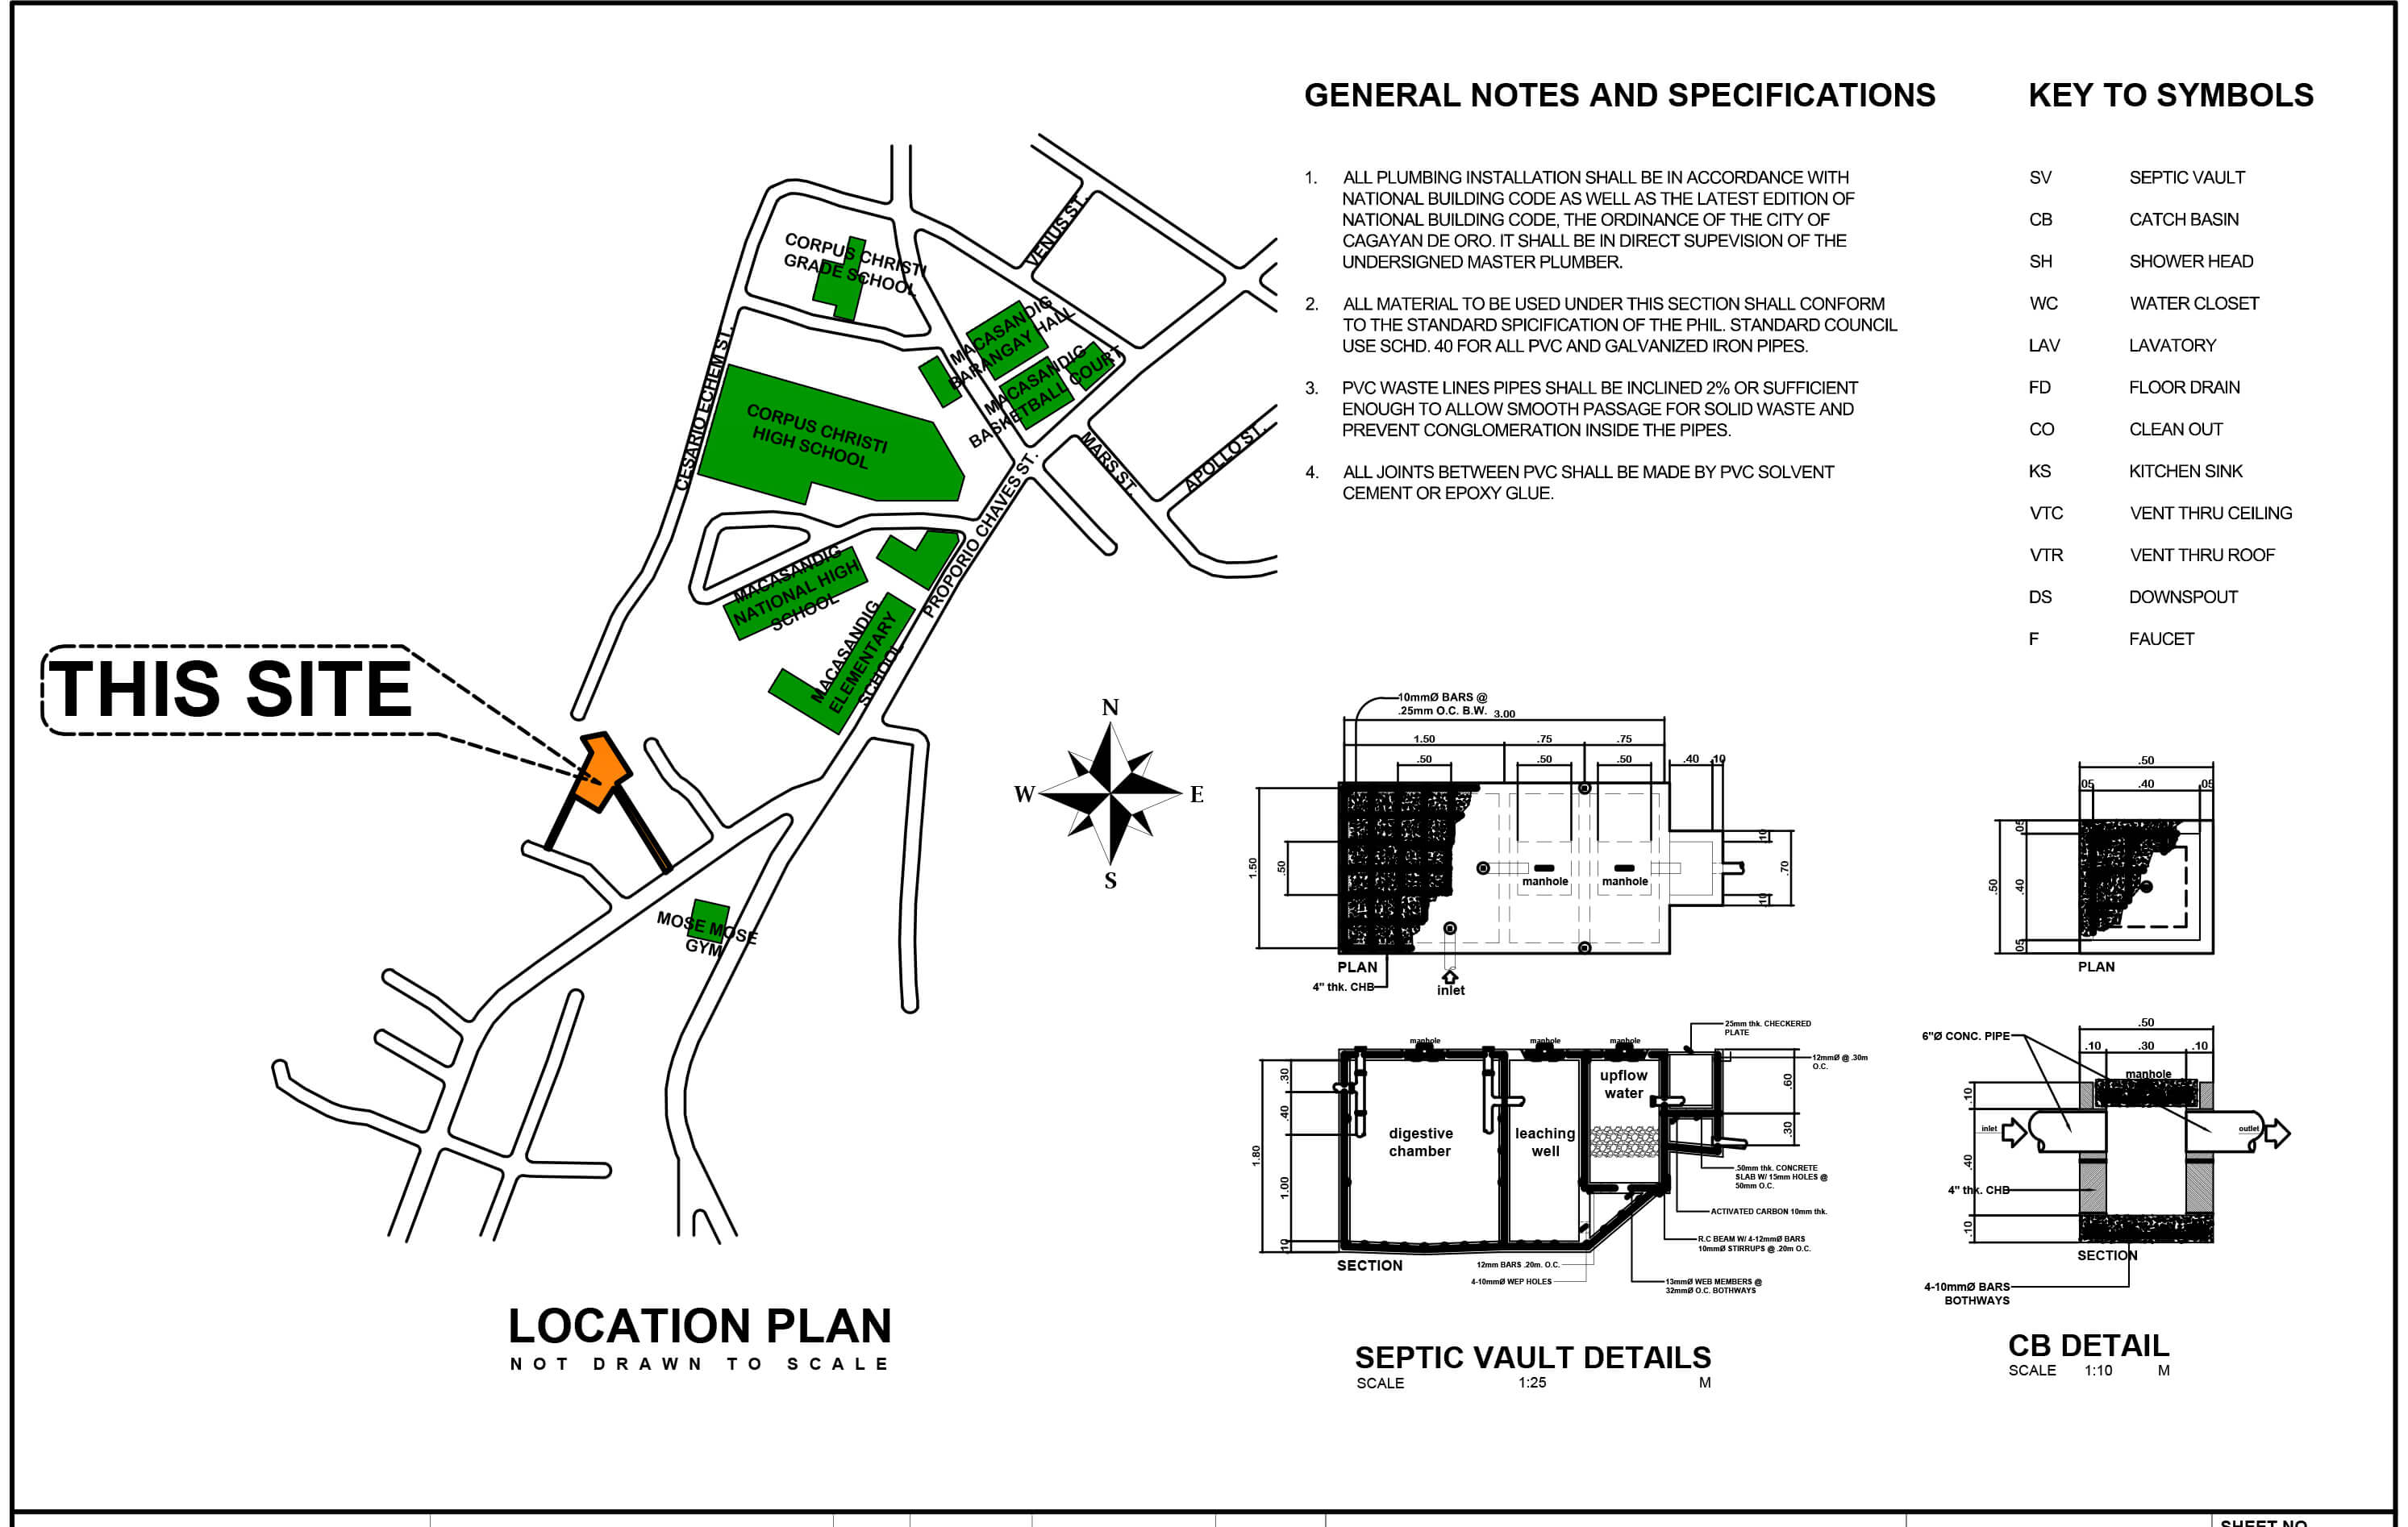 GENERAL NOTES AND SPECIFICATIONS
1. ALL PLUMBING INSTALLATION SHALL BE IN ACCORDANCE WITH
NATIONAL BUILDING CODE AS WELL AS THE LATEST EDITION OF
NATIONAL BUILDING CODE, THE ORDINANCE OF THE CITY OF
CAGAYAN DE ORO. IT SHALL BE IN DIRECT SUPEVISION OF THE
UNDERSIGNED MASTER PLUMBER.
2. ALL MATERIAL TO BE USED UNDER THIS SECTION SHALL CONFORM
TO THE STANDARD SPICIFICATION OF THE PHIL. STANDARD COUNCIL
USE SCHD. 40 FOR ALL PVC AND GALVANIZED IRON PIPES.
3. PVC WASTE LINES PIPES SHALL BE INCLINED 2% OR SUFFICIENT
ENOUGH TO ALLOW SMOOTH PASSAGE FOR SOLID WASTE AND
PREVENT CONGLOMERATION INSIDE THE PIPES.
4. ALL JOINTS BETWEEN PVC SHALL BE MADE BY PVC SOLVENT
CEMENT OR EPOXY GLUE.
KEY TO SYMBOLS
SV SEPTIC VAULT
CB CATCH BASIN
SH SHOWER HEAD
WC WATER CLOSET
LAV LAVATORY
FD FLOOR DRAIN
CO CLEAN OUT
KS KITCHEN SINK
VTC VENT THRU CEILING
VTR VENT THRU ROOF
DS DOWNSPOUT
F FAUCET
VENUS ST.
CORPUS CHRISTI
GRADE SCHOOL
MACASANDIG
BARANGAY HALL
MACASANDIG
BASKETBALL COURT
CESARIO ECHEM ST.
CORPUS CHRISTI
HIGH SCHOOL
MARS ST.
APOLLO ST.
PROPORIO CHAVES ST.
MACASANDIG
NATIONAL HIGH
SCHOOL
MACASANDIG
ELEMENTARY
SCHOOL
THIS SITE
N
W
E
S
MOSE MOSE
GYM
LOCATION PLAN
NOT DRAWN TO SCALE
10mmØ BARS @
.25mm O.C. B.W.
3.00
1.50
.75
.75
.50
.50
.50
.40
.10
1.50
.50
.10
.70
.10
manhole
manhole
PLAN
4" thk. CHB
inlet
manhole
manhole
manhole
25mm thk. CHECKERED
PLATE
12mmØ @ .30m
O.C.
.30
.40
1.80
1.00
.10
.60
.30
upflow
water
digestive
chamber
leaching
well
.50mm thk. CONCRETE
SLAB W/ 15mm HOLES @
50mm O.C.
ACTIVATED CARBON 10mm thk.
R.C BEAM W/ 4-12mmØ BARS
10mmØ STIRRUPS @ .20m O.C.
SECTION
12mm BARS .20m. O.C.
4-10mmØ WEP HOLES
13mmØ WEB MEMBERS @
32mmØ O.C. BOTHWAYS
SEPTIC VAULT DETAILS
SCALE 1:25 M
.50
.05
.40
.05
.05
.50
.40
.05
PLAN
6"Ø CONC. PIPE
.50
.10
.30
.10
manhole
.10
inlet
outlet
.40
4" thk. CHB
.10
SECTION
4-10mmØ BARS
BOTHWAYS
CB DETAIL
SCALE 1:10 M
SHEET NO.